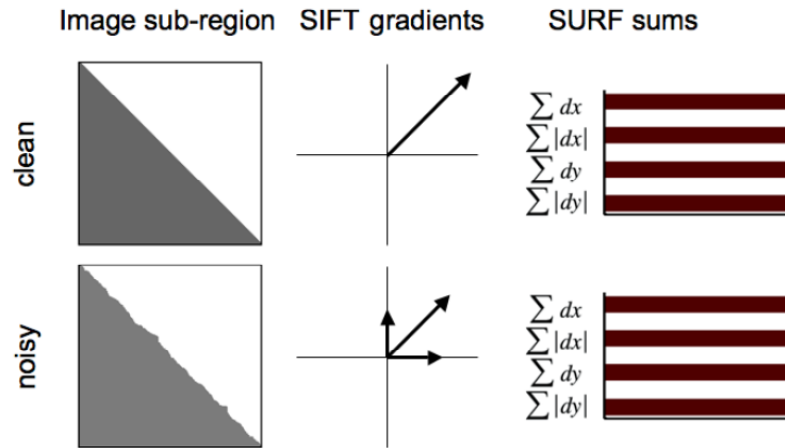 Image sub-region SIFT gradients SURF sums
clean
∑ dx
∑ |dx|
∑ dy
∑ |dy|
noisy
∑ dx
∑ |dx|
∑ dy
∑ |dy|